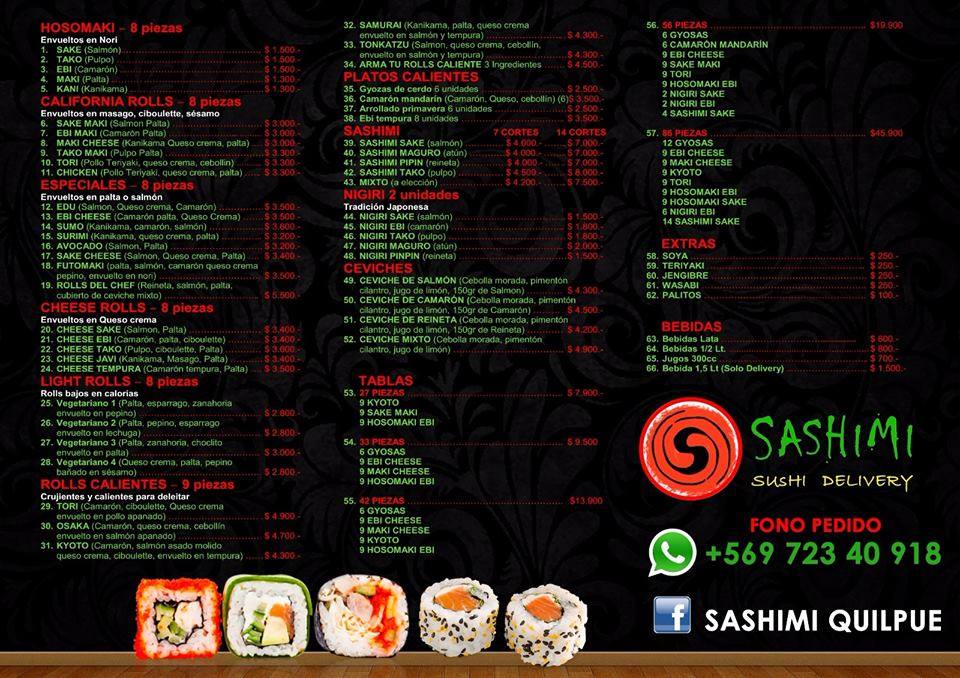 HOSOMAKI – 8 piezas
Envueltos en Nori
1. SAKE (Salmón) $ 1.500.-
2. TAKO (Pulpo) $ 1.500.-
3. EBI (Camarón) $ 1.500.-
4. MAKI (Palta) $ 1.300.-
5. KANI (Kanikama) $ 1.300.-
CALIFORNIA ROLLS – 8 piezas
Envueltos en masago, ciboulette, sésamo
6. SAKE MAKI (Salmon Palta) $ 3.000.-
7. EBI MAKI (Camarón Palta) $ 3.000.-
8. MAKI CHEESE (Kanikama Queso crema, palta) $ 3.000.-
9. TAKO MAKI (Pulpo Palta) $ 3.300.-
10. TORI (Pollo Teriyaki, queso crema, cebollin) $ 3.300.-
11. CHICKEN (Pollo Teriyaki, queso crema, palta) $ 3.300.-
ESPECIALES – 8 piezas
Envueltos en palta o salmón
12. EDU (Salmon, Queso crema, Camarón) $ 3.500.-
13. EBI CHEESE (Camarón palta, Queso Crema) $ 3.500.-
14. SUMO (Kanikama, camarón, salmón) $ 3.600.-
15. SURIMI (Kanikama, queso crema, palta) $ 3.200.-
16. AVOCADO (Salmon, Palta) $ 3.200.-
17. SAKE CHEESE (Salmon, Queso crema, Palta) $ 3.400.-
18. FUTOMAKI (palta, salmón, camarón queso crema
pepino, envuelto en nori) $ 3.500.-
19. ROLLS DEL CHEF (Reineta, salmón, palta,
cubierto de ceviche mixto) $ 5.500.-
CHEESE ROLLS – 8 piezas
Envueltos en Queso crema
20. CHEESE SAKE (Salmon, Palta) $ 3.400.-
21. CHEESE EBI (Camarón, palta, ciboulette) $ 3.400.-
22. CHEESE TAKO (Pulpo, ciboulette, Palta) $ 3.600.-
23. CHEESE JAVI (Kanikama, Masago, Palta) $ 3.400.-
24. CHEESE TEMPURA (Camarón tempura, Palta) $ 3.500.-
LIGHT ROLLS – 8 piezas
Rolls bajos en calorías
25. Vegetariano 1 (Palta, esparrago, zanahoria
envuelto en pepino) $ 2.800.-
26. Vegetariano 2 (Palta, pepino, esparrago
envuelto en lechuga) $ 2.800.-
27. Vegetariano 3 (Palta, zanahoria, choclito
envuelto en palta) $ 3.000.-
28. Vegetariano 4 (Queso crema, palta, pepino
bañado en sésamo) $ 2.800.-
ROLLS CALIENTES – 9 piezas
Crujientes y calientes para deleitar
29. TORI (Camarón, ciboulette, Queso crema
envuelto en pollo apanado) $ 4.900.-
30. OSAKA (Camarón, queso crema, cebollín
envuelto en salmón apanado) $ 4.700.-
31. KYOTO (Camarón, salmón asado molido
queso crema, ciboulette, envuelto en tempura) $ 4.300.-
32. SAMURAI (Kanikama, palta, queso crema
envuelto en salmón y tempura) $ 4.300.-
33. TONKATZU (Salmon, queso crema, cebollín,
envuelto en salmón y tempura) $ 4.300.-
34. ARMA TU ROLLS CALIENTE 3 Ingredientes $ 4.500.-
PLATOS CALIENTES
35. Gyozas de cerdo 6 unidades $ 2.500.-
36. Camarón mandarín (Camarón, Queso, cebollín) (6) $ 3.500.-
37. Arrollado primavera 6 unidades $ 2.500.-
38. Ebi tempura 8 unidades $ 3.500.-
SASHIMI 7 CORTES 14 CORTES
39. SASHIMI SAKE (salmón) $ 4.000.- $ 7.000.-
40. SASHIMI MAGURO (atún) $ 4.000.- $ 7.000.-
41. SASHIMI PIPIN (reineta) $ 4.000.- $ 7.000.-
42. SASHIMI TAKO (pulpo) $ 4.500.- $ 8.000.-
43. MIXTO (a elección) $ 4.200.- $ 7.500.-
NIGIRI 2 unidades
Tradición Japonesa
44. NIGIRI SAKE (salmón) $ 1.500.-
45. NIGIRI EBI (camarón) $ 1.800.-
46. NIGIRI TAKO (pulpo) $ 1.800.-
47. NIGIRI MAGURO (atún) $ 2.000.-
48. NIGIRI PINPIN (reineta) $ 1.500.-
CEVICHES
49. CEVICHE DE SALMÓN (Cebolla morada, pimentón
cilantro, jugo de limón, 150gr de Salmon) $ 4.300.-
50. CEVICHE DE CAMARÓN (Cebolla morada, pimentón
cilantro, jugo de limón, 150gr de Camarón) $ 4.500.-
51. CEVICHE DE REINETA (Cebolla morada, pimentón
cilantro, jugo de limón, 150gr de Reineta) $ 4.200.-
52. CEVICHE MIXTO (Cebolla morada, pimentón
cilantro, jugo de limón) $ 4.900.-
TABLAS
53. 27 PIEZAS $ 7.900.-
9 KYOTO
9 SAKE MAKI
9 HOSOMAKI EBI
54. 33 PIEZAS $ 9.500
6 GYOSAS
9 EBI CHEESE
9 MAKI CHEESE
9 HOSOMAKI EBI
55. 42 PIEZAS $13.900
6 GYOSAS
9 EBI CHEESE
9 MAKI CHEESE
9 KYOTO
9 HOSOMAKI EBI
56. 56 PIEZAS $19.900
6 GYOSAS
6 CAMARÓN MANDARÍN
9 EBI CHEESE
9 SAKE MAKI
9 TORI
9 HOSOMAKI EBI
2 NIGIRI SAKE
2 NIGIRI EBI
4 SASHIMI SAKE
57. 86 PIEZAS $45.900
12 GYOSAS
9 EBI CHEESE
9 MAKI CHEESE
9 KYOTO
9 TORI
9 HOSOMAKI EBI
9 HOSOMAKI SAKE
6 NIGIRI EBI
14 SASHIMI SAKE
EXTRAS
58. SOYA $ 250.-
59. TERIYAKI $ 250.-
60. JENGIBRE $ 250.-
61. WASABI $ 250.-
62. PALITOS $ 100.-
BEBIDAS
63. Bebidas Lata $ 600.-
64. Bebidas 1/2 Lt. $ 800.-
65. Jugos 300cc $ 700.-
66. Bebida 1,5 Lt (Solo Delivery) $ 1.500.-
SASHIMI
SUSHI DELIVERY
FONO PEDIDO
+569 723 40 918
f SASHIMI QUILPUE